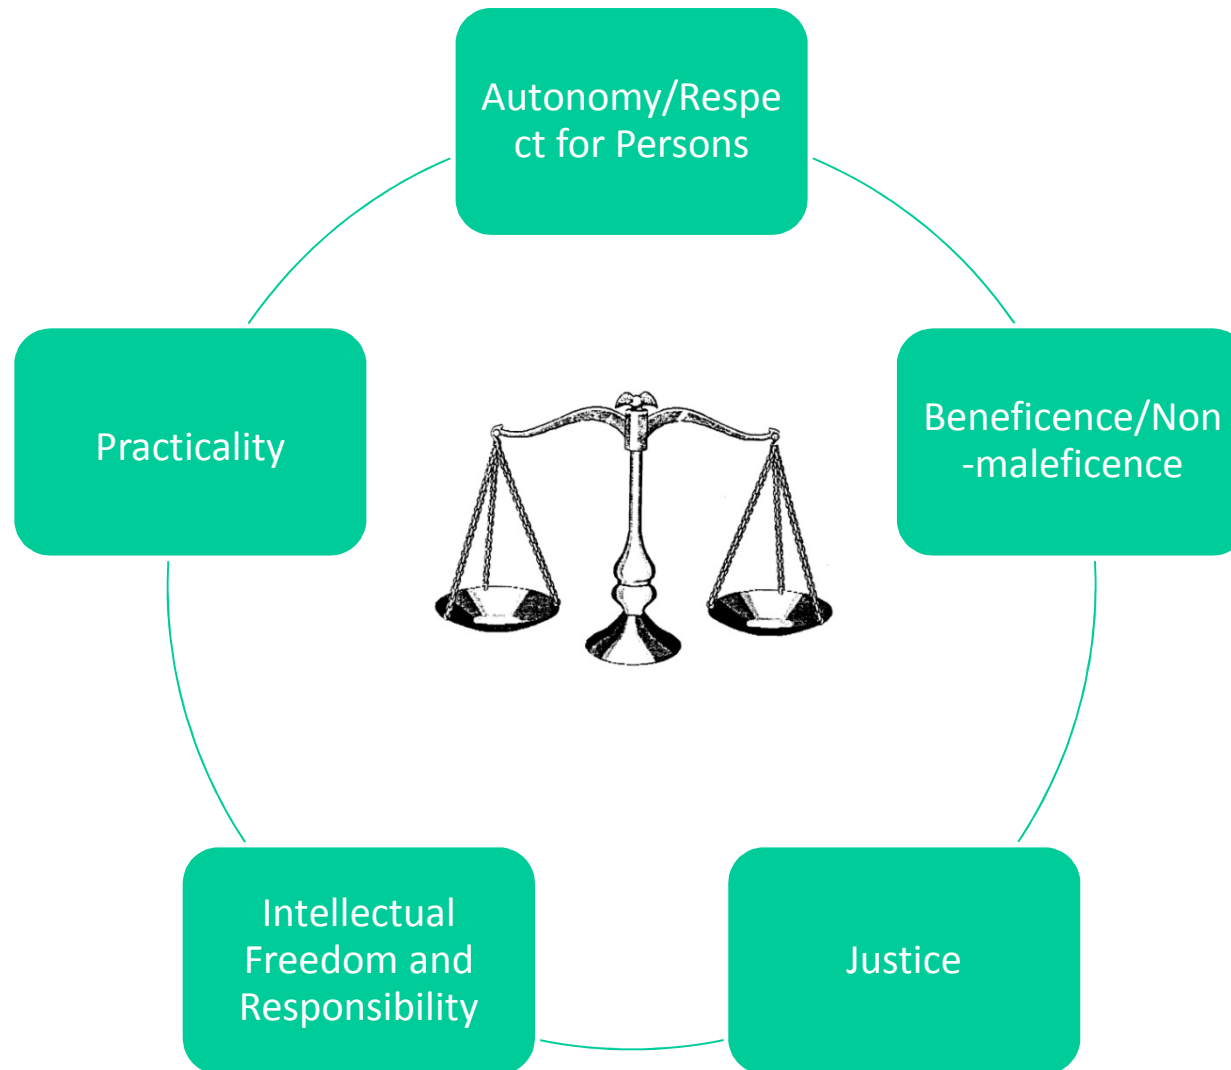 Autonomy/Respe
ct for Persons
Beneficence/Non
-maleficence
Justice
Intellectual
Freedom and
Responsibility
Practicality